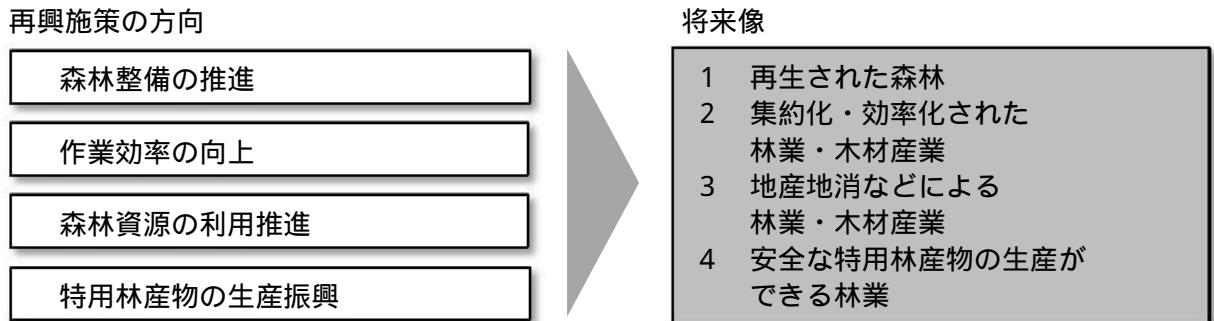 再興施策の方向
森林整備の推進
作業効率の向上
森林資源の利用推進
特用林産物の生産振興
将来像
1 再生された森林
2 集約化・効率化された
林業・木材産業
3 地産地消などによる
林業・木材産業
4 安全な特用林産物の生産が
できる林業